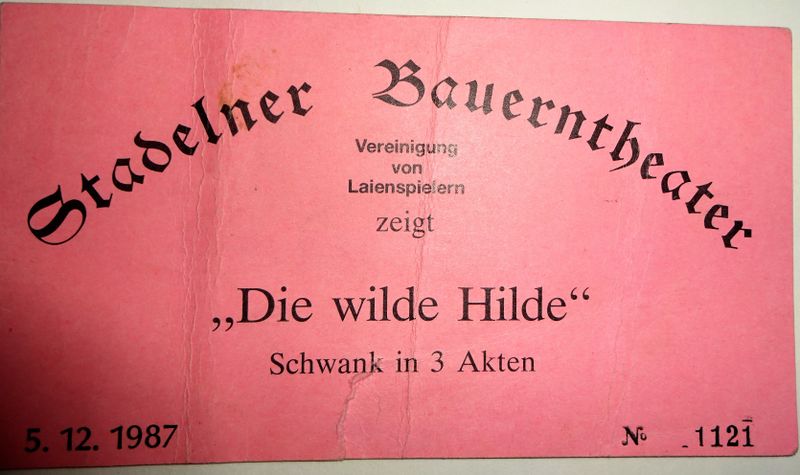 Stadelner Bauerntheater
Vereinigung
von
Laienspielern
zeigt
„Die wilde Hilde“
Schwank in 3 Akten
5. 12. 1987
№ 1121